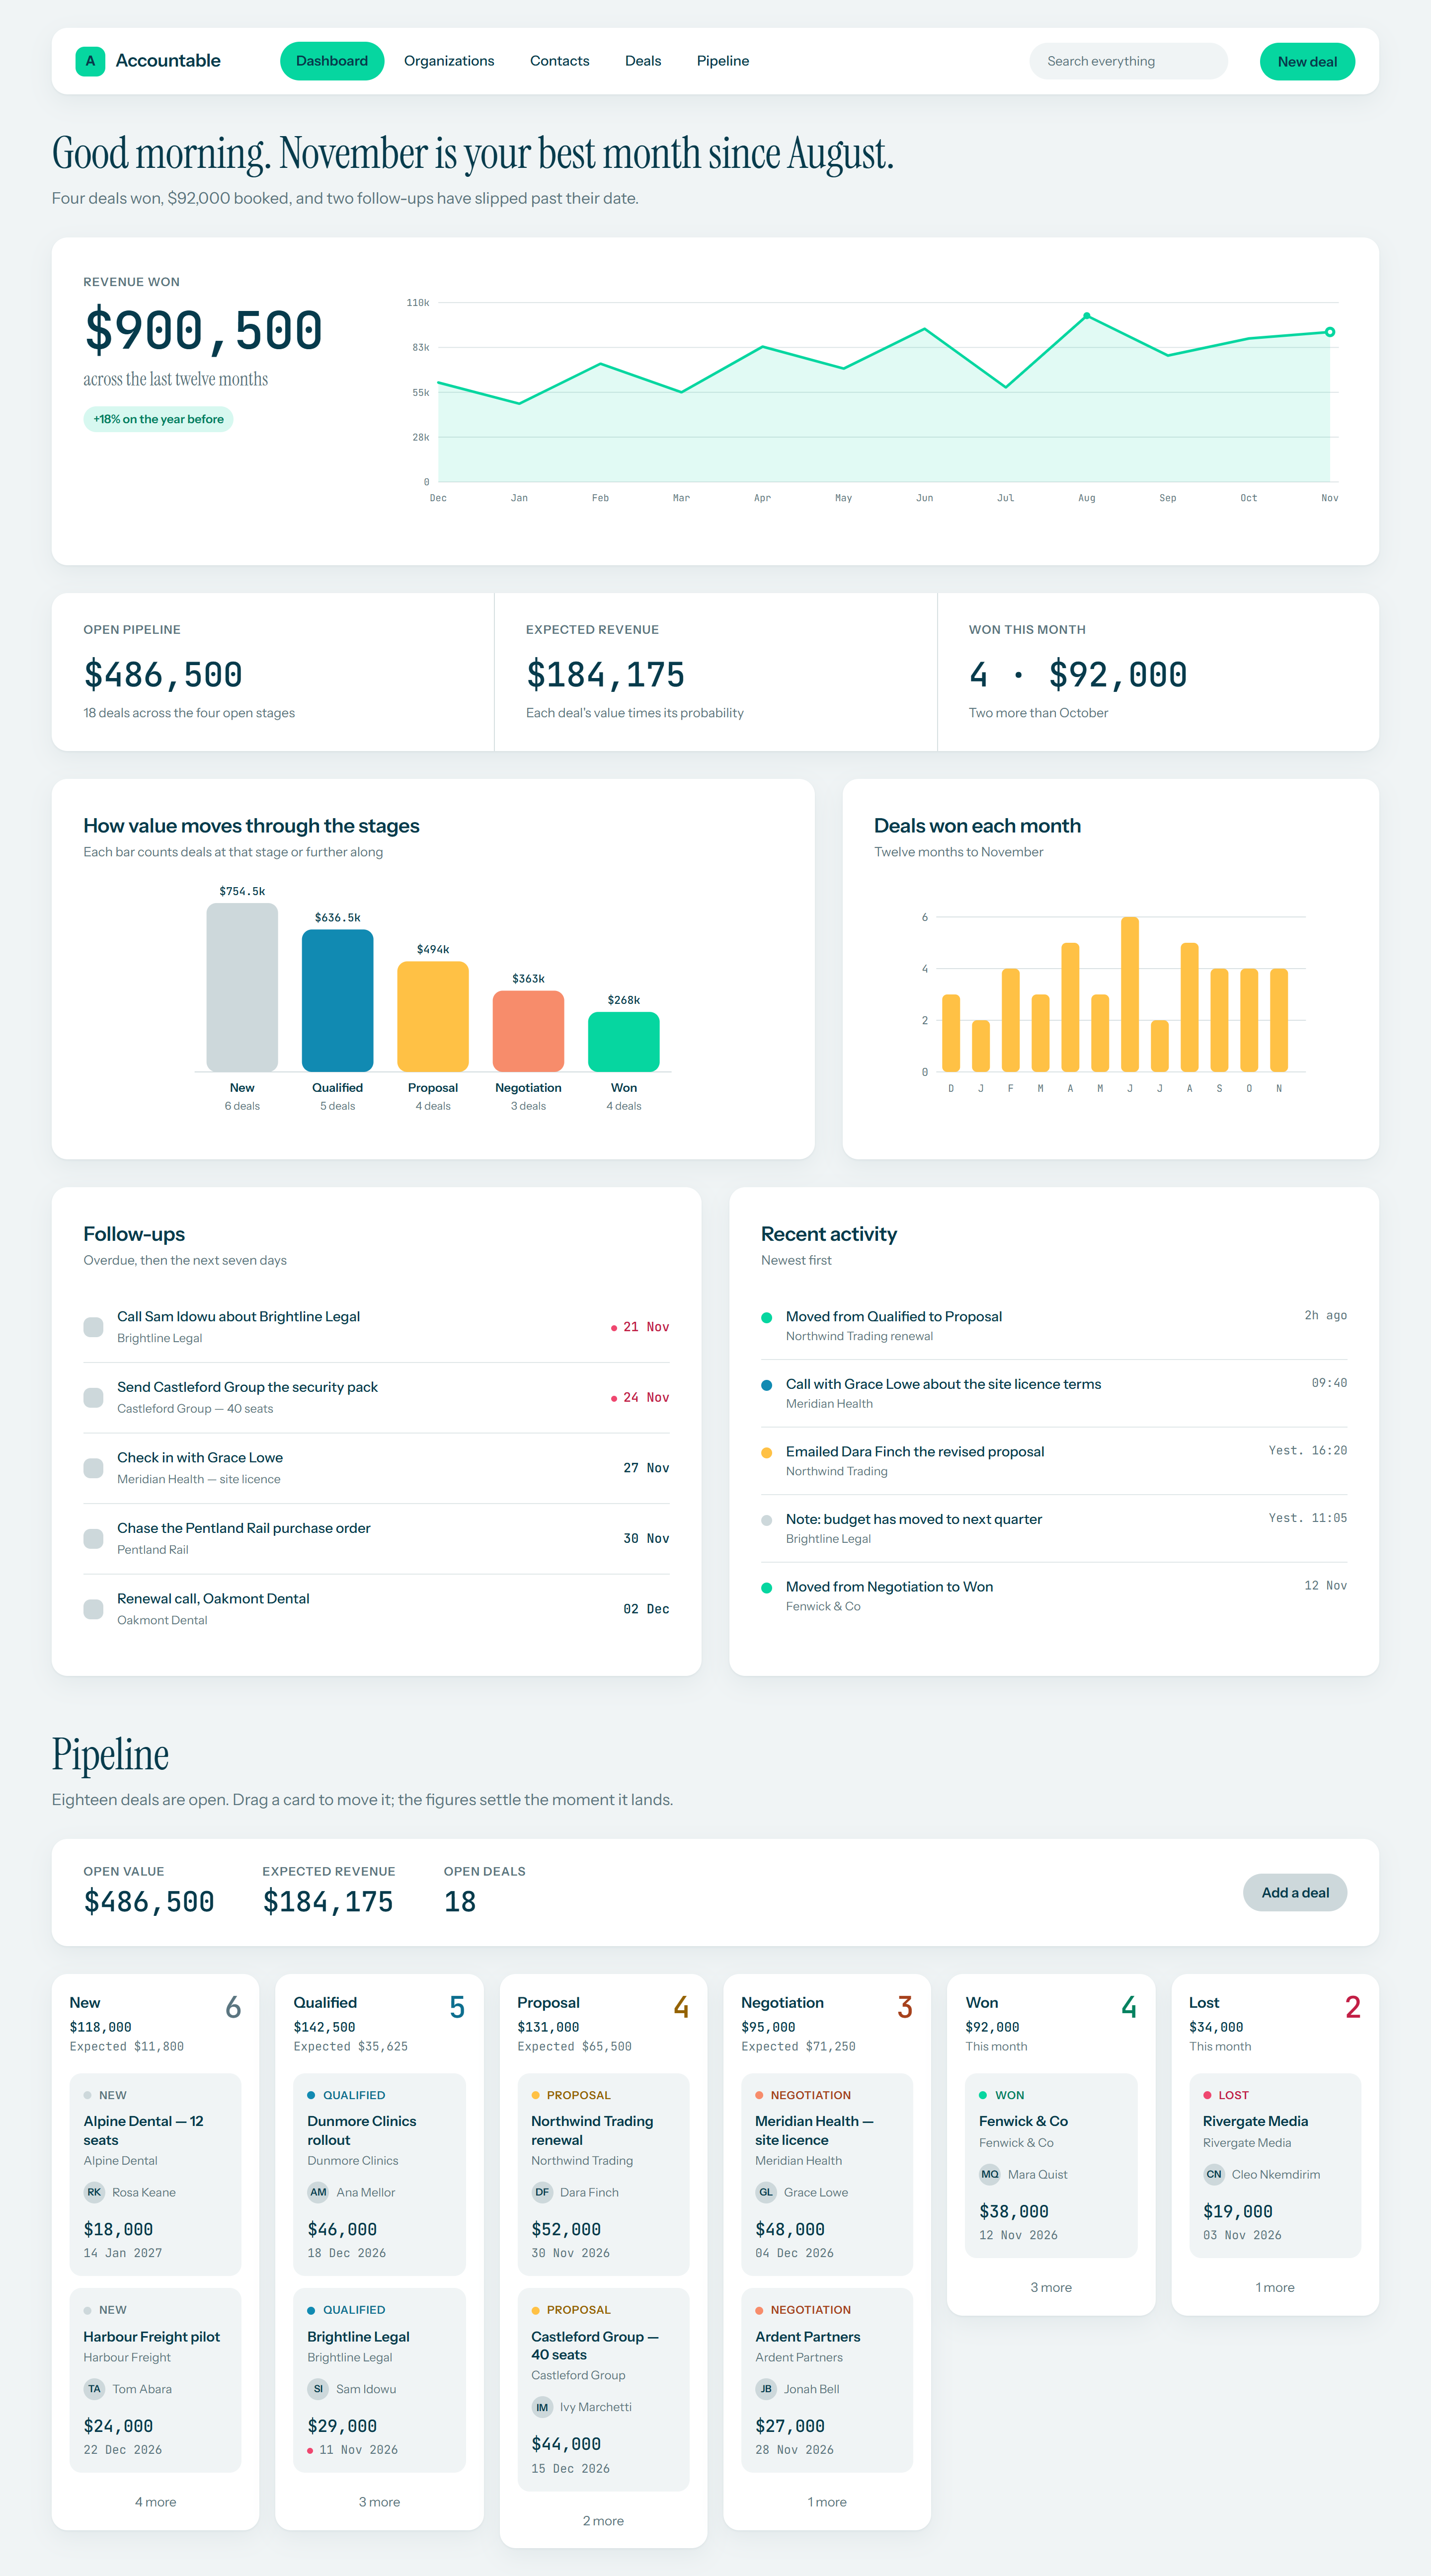 A Accountable Dashboard Organizations Contacts Deals Pipeline Search everything New deal
Good morning. November is your best month since August.
Four deals won, $92,000 booked, and two follow-ups have slipped past their date.
REVENUE WON
$900,500
across the last twelve months
+18% on the year before
110k
83k
55k
28k
0
Dec Jan Feb Mar Apr May Jun Jul Aug Sep Oct Nov
OPEN PIPELINE
$486,500
18 deals across the four open stages
EXPECTED REVENUE
$184,175
Each deal's value times its probability
WON THIS MONTH
4 · $92,000
Two more than October
How value moves through the stages
Each bar counts deals at that stage or further along
$754.5k
$636.5k
$494k
$363k
$268k
New Qualified Proposal Negotiation Won
6 deals 5 deals 4 deals 3 deals 4 deals
Deals won each month
Twelve months to November
6
4
2
0
D J F M A M J J A S O N
Follow-ups
Overdue, then the next seven days
Call Sam Idowu about Brightline Legal
Brightline Legal
21 Nov
Send Castleford Group the security pack
Castleford Group — 40 seats
24 Nov
Check in with Grace Lowe
Meridian Health — site licence
27 Nov
Chase the Pentland Rail purchase order
Pentland Rail
30 Nov
Renewal call, Oakmont Dental
Oakmont Dental
02 Dec
Recent activity
Newest first
Moved from Qualified to Proposal
Northwind Trading renewal
2h ago
Call with Grace Lowe about the site licence terms
Meridian Health
09:40
Emailed Dara Finch the revised proposal
Northwind Trading
Yest. 16:20
Note: budget has moved to next quarter
Brightline Legal
Yest. 11:05
Moved from Negotiation to Won
Fenwick & Co
12 Nov
Pipeline
Eighteen deals are open. Drag a card to move it; the figures settle the moment it lands.
OPEN VALUE
$486,500
EXPECTED REVENUE
$184,175
OPEN DEALS
18
Add a deal
New
6
$118,000
Expected $11,800
NEW
Alpine Dental — 12
seats
Alpine Dental
RK Rosa Keane
$18,000
14 Jan 2027
NEW
Harbour Freight pilot
Harbour Freight
TA Tom Abara
$24,000
22 Dec 2026
4 more
Qualified
5
$142,500
Expected $35,625
QUALIFIED
Dunmore Clinics
rollout
Dunmore Clinics
AM Ana Mellor
$46,000
18 Dec 2026
QUALIFIED
Brightline Legal
Brightline Legal
SI Sam Idowu
$29,000
11 Nov 2026
3 more
Proposal
4
$131,000
Expected $65,500
PROPOSAL
Northwind Trading
renewal
Northwind Trading
DF Dara Finch
$52,000
30 Nov 2026
PROPOSAL
Castleford Group —
40 seats
Castleford Group
IM Ivy Marchetti
$44,000
15 Dec 2026
2 more
Negotiation
3
$95,000
Expected $71,250
NEGOTIATION
Meridian Health —
site licence
Meridian Health
GL Grace Lowe
$48,000
04 Dec 2026
NEGOTIATION
Ardent Partners
Ardent Partners
JB Jonah Bell
$27,000
28 Nov 2026
1 more
Won
4
$92,000
This month
WON
Fenwick & Co
Fenwick & Co
MQ Mara Quist
$38,000
12 Nov 2026
3 more
Lost
2
$34,000
This month
LOST
Rivergate Media
Rivergate Media
CN Cleo Nkemdirim
$19,000
03 Nov 2026
1 more